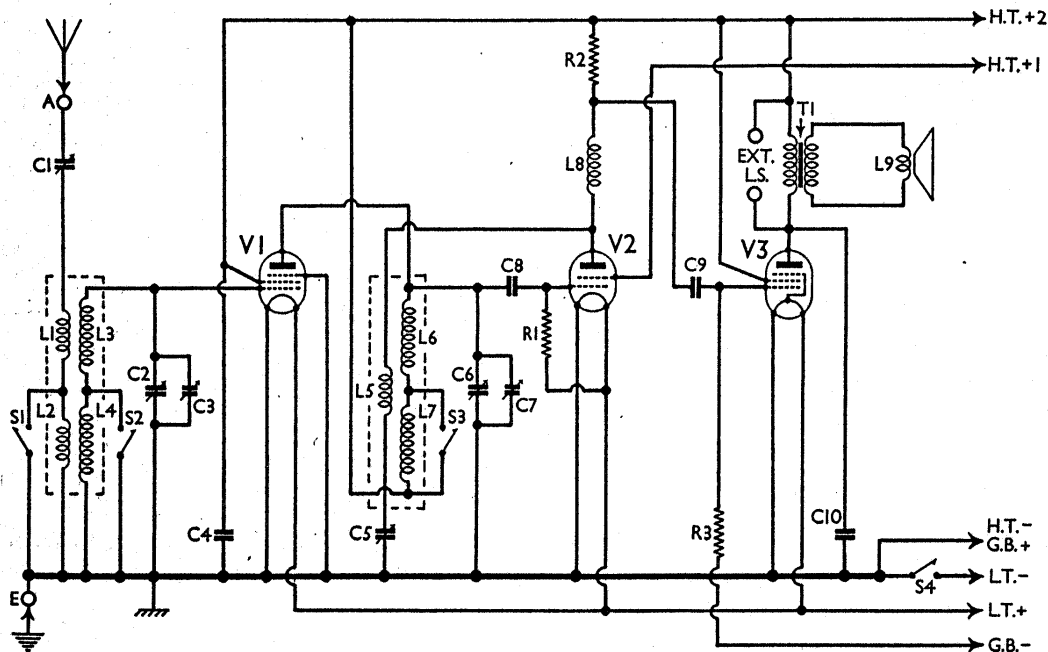 H.T.+2
R2
H.T.+1
A
T1
C1
EXT.
L.S.
L8
L9
V1
V2
V3
C8
C9
L1
L3
R1
L6
C2
C3
L5
C6
C7
S1
L2
L4
S2
L7
S3
C4
C5
R3
C10
H.T.-
G.B.+
S4
L.T.-
E
L.T.+
G.B.-